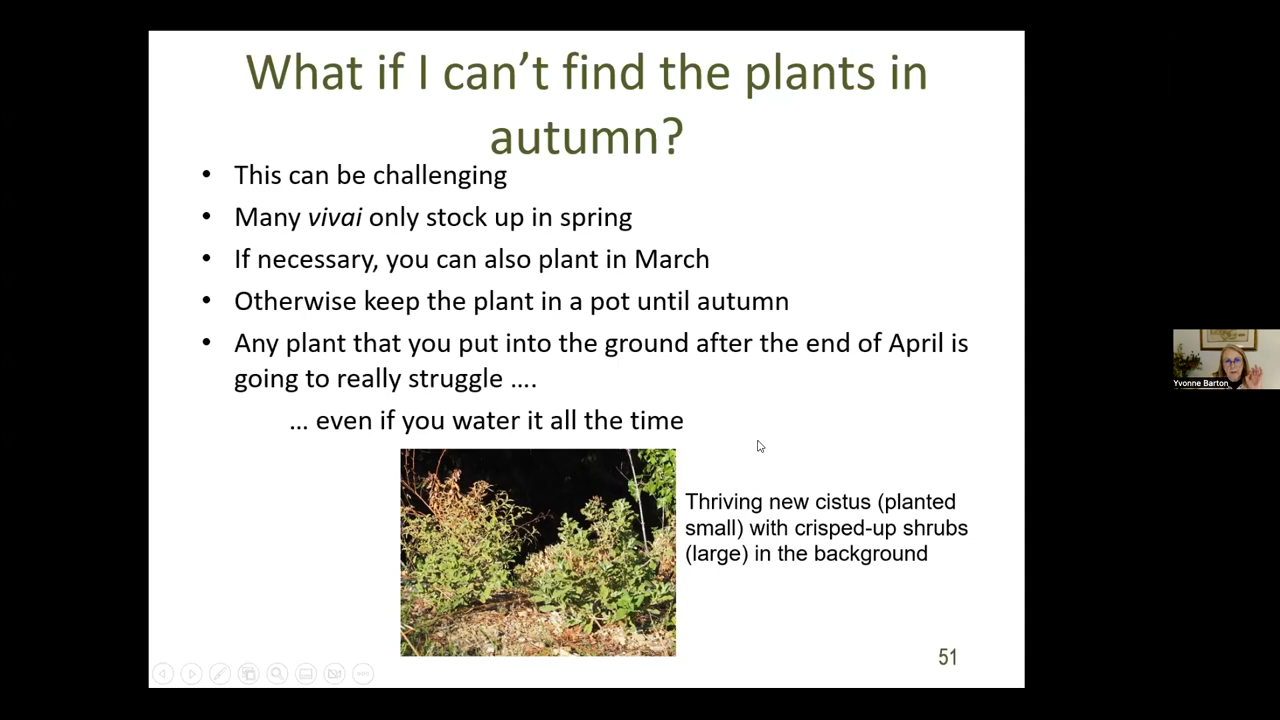 What if I can't find the plants in
autumn?
• This can be challenging
• Many vivai only stock up in spring
• If necessary, you can also plant in March
• Otherwise keep the plant in a pot until autumn
• Any plant that you put into the ground after the end of April is
going to really struggle ....
... even if you water it all the time
Thriving new cistus (planted
small) with crisped-up shrubs
(large) in the background
51
Yvonne Barton